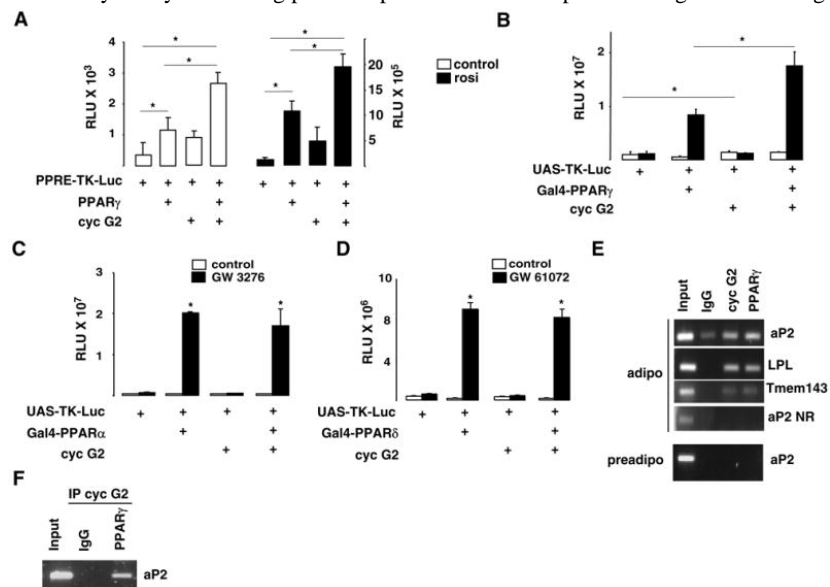 A
RLU X 10³
4
3
2
1
*
*
*
*
*
*
20
15
10
5
RLU X 10⁵
control
rosi
PPRE-TK-Luc + + + + + + + +
PPARγ + + + +
cyc G2 + + + +
B
RLU X 10⁷
2
1
*
*
UAS-TK-Luc + + + +
Gal4-PPARγ + +
cyc G2 + +
C
control
GW 3276
RLU X 10⁷
3
2
1
*
*
UAS-TK-Luc + + + +
Gal4-PPARα + +
cyc G2 + +
D
control
GW 61072
RLU X 10⁶
10
8
4
*
*
UAS-TK-Luc + + + +
Gal4-PPARδ + +
cyc G2 + +
E
Input IgG cyc G2 PPARγ
adipo
aP2
LPL
Tmem143
aP2 NR
preadipo aP2
F
IP cyc G2
Input IgG PPARγ
aP2